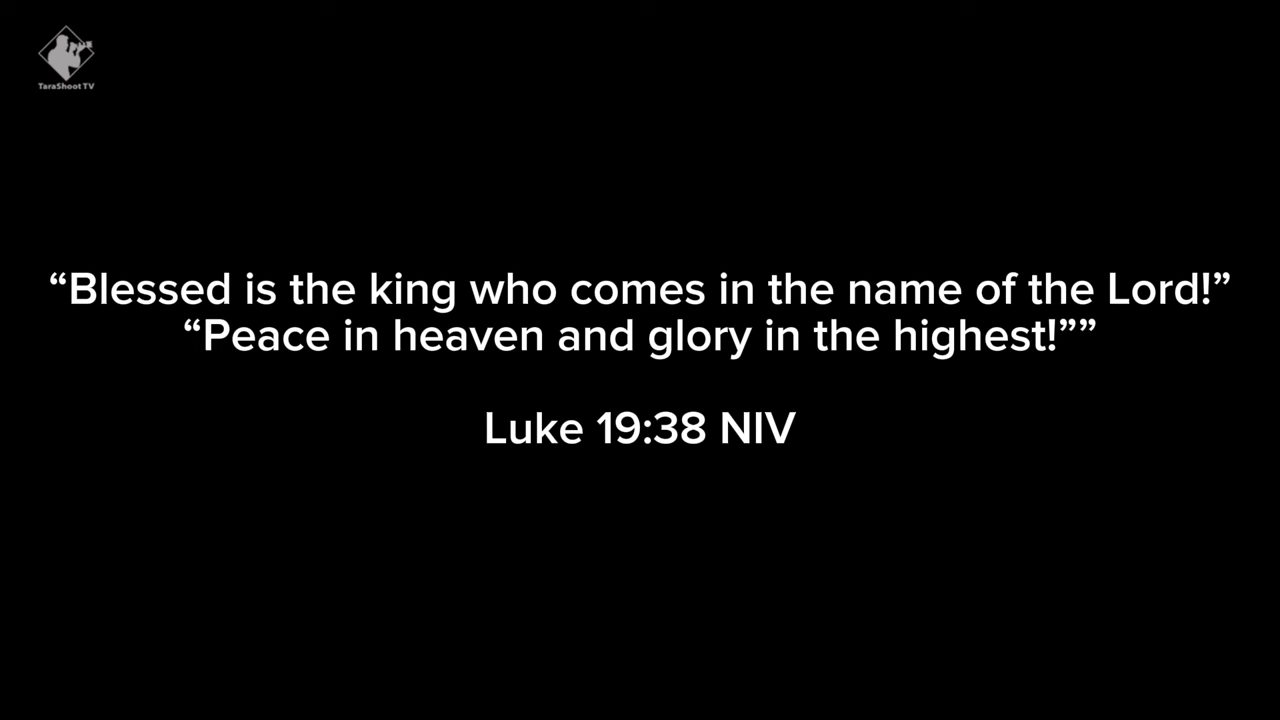 TaraShoot TV
“Blessed is the king who comes in the name of the Lord!”
“Peace in heaven and glory in the highest!””
Luke 19:38 NIV